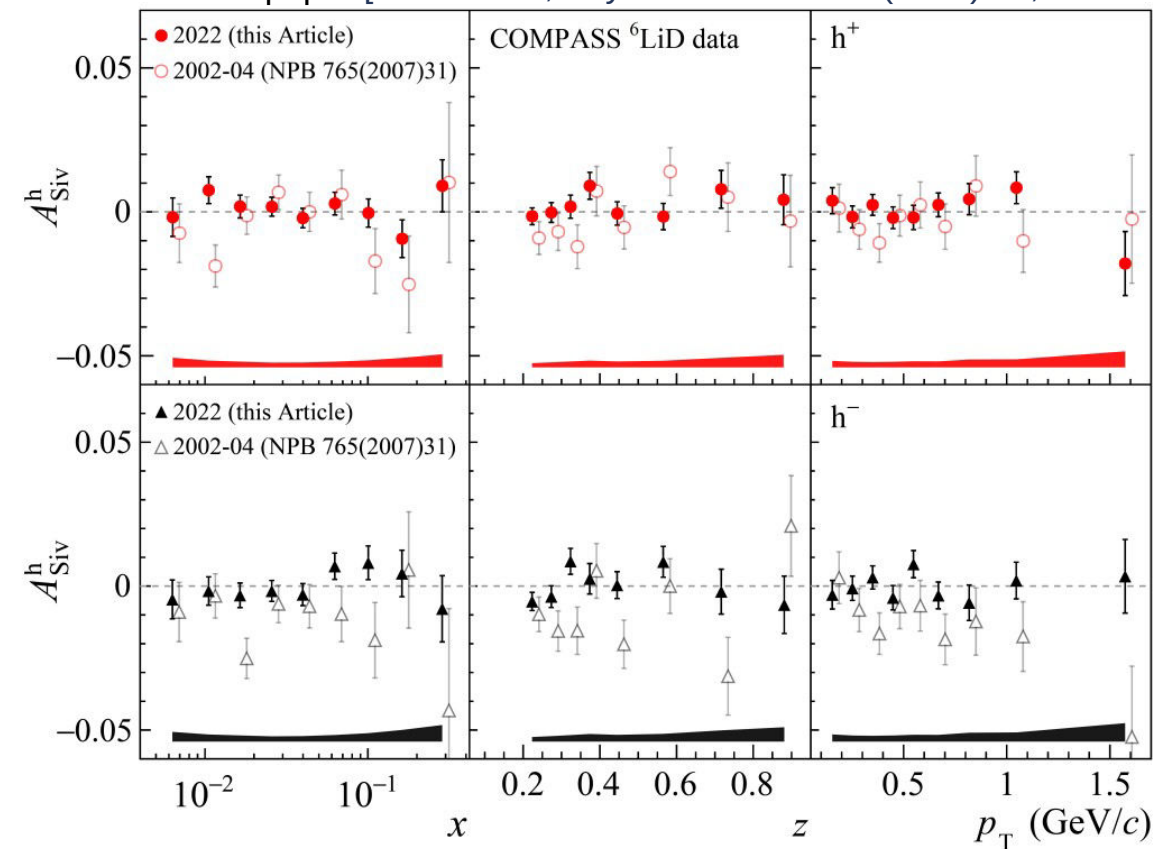 2022 (this Article)
2002-04 (NPB 765(2007)31)
COMPASS ⁶LiD data
h⁺
0.05
0
−0.05
Aʰ_Siv
2022 (this Article)
2002-04 (NPB 765(2007)31)
h⁻
0.05
0
−0.05
Aʰ_Siv
10⁻² 10⁻¹ 0.2 0.4 0.6 0.8 0.5 1 1.5
x z p_T (GeV/c)